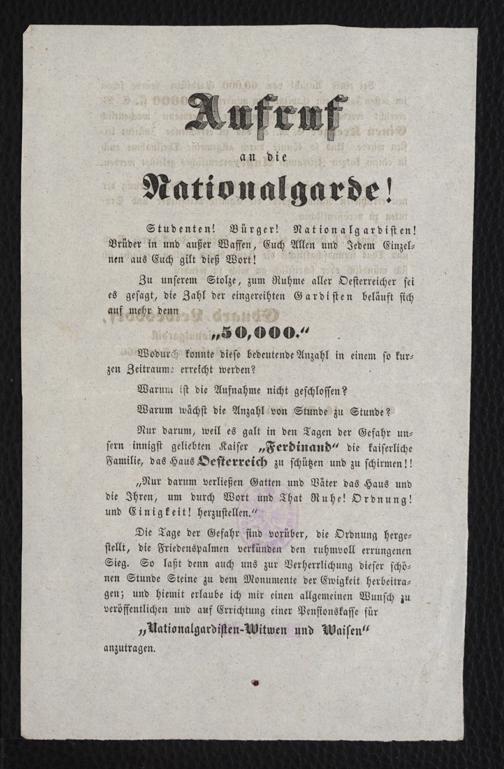 Aufruf
an die
Nationalgarde!
Studenten! Bürger! Nationalgardisten!
Brüder in und außer Waffen, Euch Allen und Jedem Einzel-
nen aus Euch gilt dieß Wort!
Zu unserem Stolze, zum Ruhme aller Oesterreicher sei
es gesagt, die Zahl der eingereihten Gardisten beläuft sich
auf mehr denn
„50,000.“
Wodurch konnte diese bedeutende Anzahl in einem so kur-
zen Zeitraume erreicht werden?
Warum ist die Aufnahme nicht geschlossen?
Warum wächst die Anzahl von Stunde zu Stunde?
Nur darum, weil es galt in den Tagen der Gefahr un-
sern innigst geliebten Kaiser „Ferdinand“ die kaiserliche
Familie, das Haus Oesterreich zu schützen und zu schirmen!!
„Nur darum verließen Gatten und Väter das Haus und
die Ihren, um durch Wort und That Ruhe! Ordnung!
und Einigkeit! herzustellen.“
Die Tage der Gefahr sind vorüber, die Ordnung herge-
stellt, die Friedenspalmen verkünden den ruhmvoll errungenen
Sieg. So laßt denn auch uns zur Verherrlichung dieser schö-
nen Stunde Steine zu dem Monumente der Ewigkeit herbeitra-
gen; und hiemit erlaube ich mir einen allgemeinen Wunsch zu
veröffentlichen und auf Errichtung einer Pensionskasse für
„Nationalgardisten-Witwen und Waisen“
anzutragen.